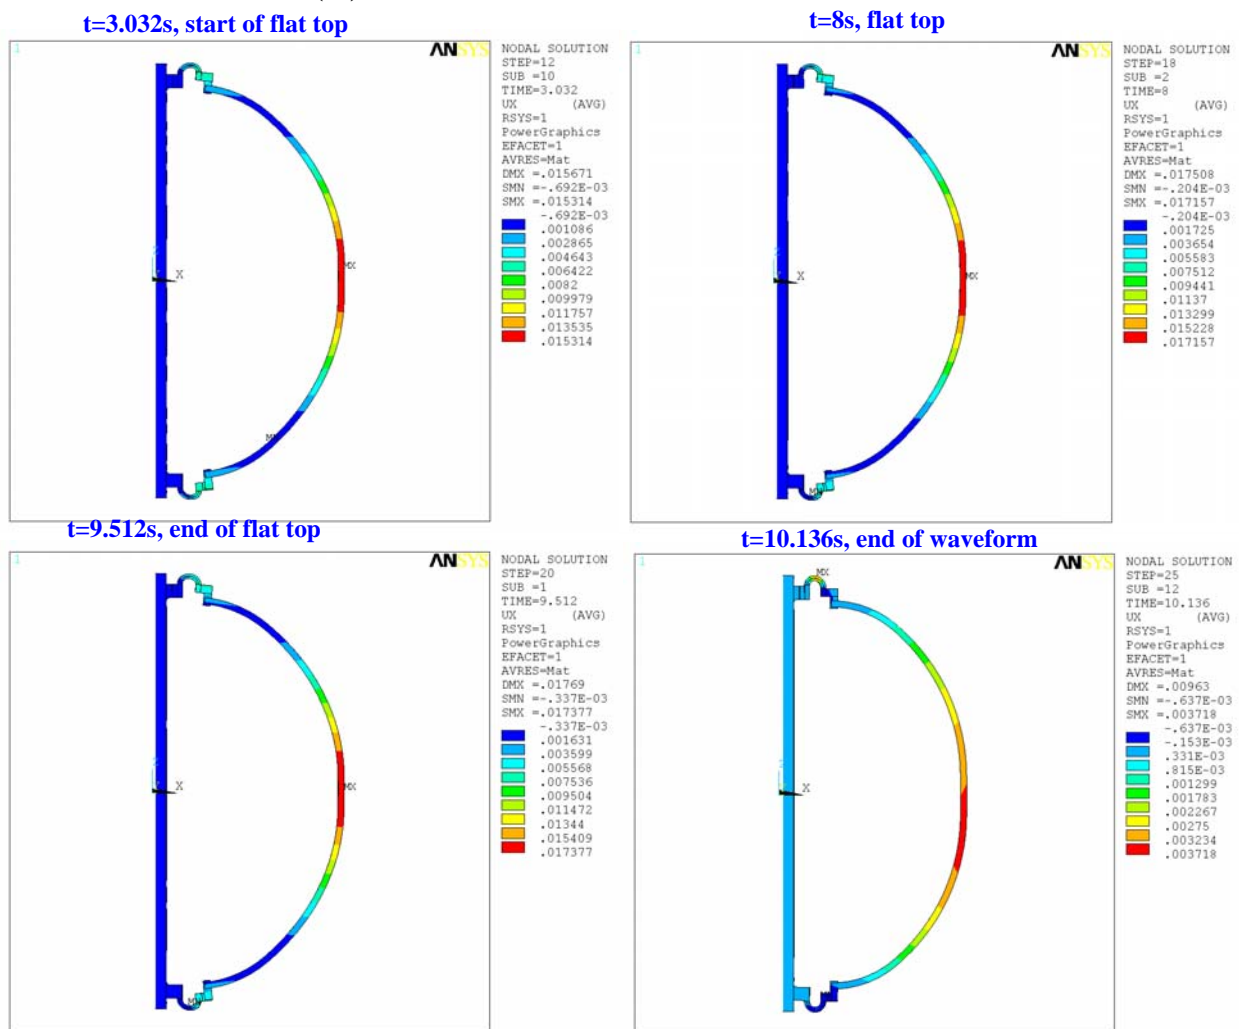 t=3.032s, start of flat top
1
ANSYS
NODAL SOLUTION
STEP=12
SUB =10
TIME=3.032
UX (AVG)
RSYS=1
PowerGraphics
EFACET=1
AVRES=Mat
DMX =.015671
SMN =-.692E-03
SMX =.015314
-.692E-03
.001086
.002865
.004643
.006422
.0082
.009979
.011757
.013535
.015314
MX
Z
X
t=8s, flat top
1
ANSYS
NODAL SOLUTION
STEP=18
SUB =2
TIME=8
UX (AVG)
RSYS=1
PowerGraphics
EFACET=1
AVRES=Mat
DMX =.017508
SMN =-.204E-03
SMX =.017157
-.204E-03
.001725
.003654
.005583
.007512
.009441
.01137
.013299
.015228
.017157
MX
Z
X
t=9.512s, end of flat top
1
ANSYS
NODAL SOLUTION
STEP=20
SUB =1
TIME=9.512
UX (AVG)
RSYS=1
PowerGraphics
EFACET=1
AVRES=Mat
DMX =.01769
SMN =-.337E-03
SMX =.017377
-.337E-03
.001631
.003599
.005568
.007536
.009504
.011472
.01344
.015409
.017377
MX
Z
X
t=10.136s, end of waveform
1
ANSYS
NODAL SOLUTION
STEP=25
SUB =12
TIME=10.136
UX (AVG)
RSYS=1
PowerGraphics
EFACET=1
AVRES=Mat
DMX =.00963
SMN =-.637E-03
SMX =.003718
-.637E-03
-.153E-03
.331E-03
.815E-03
.001299
.001783
.002267
.00275
.003234
.003718
MX
Z
X